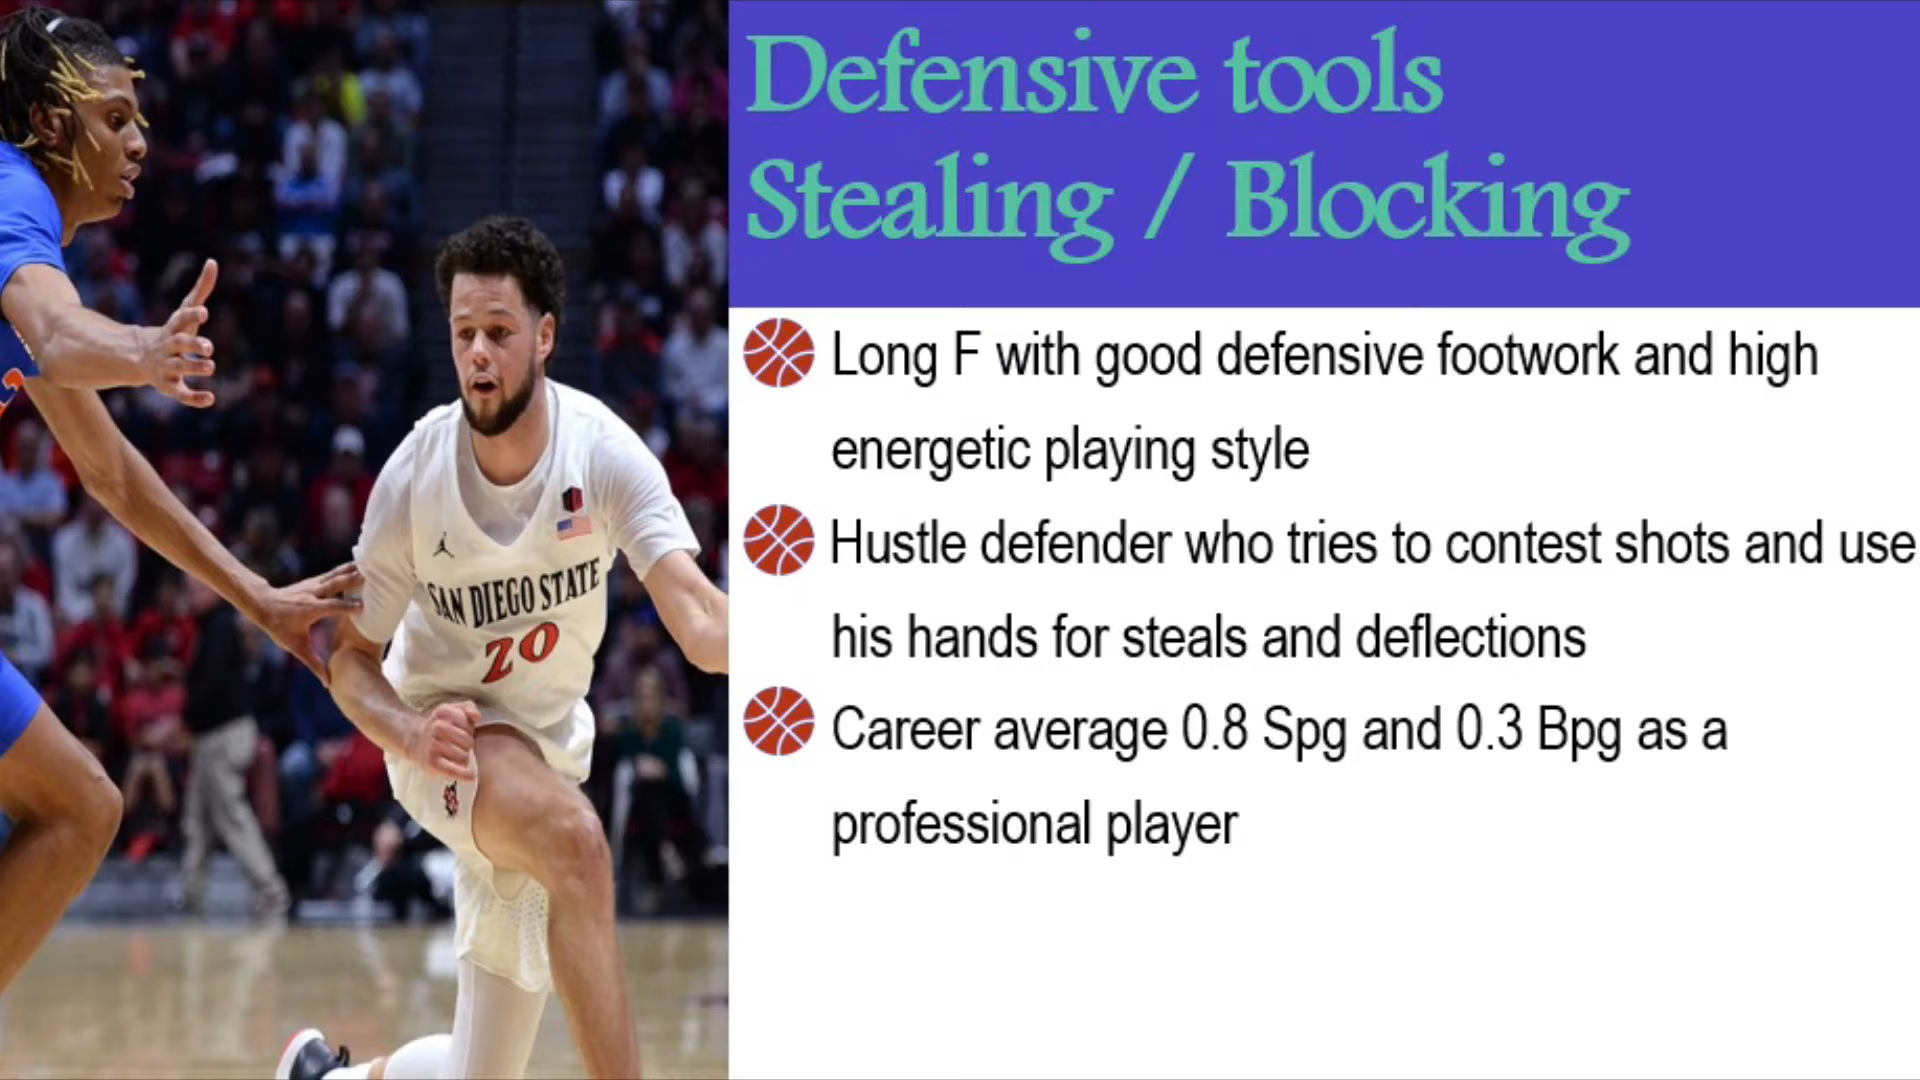 Defensive tools
Stealing / Blocking
Long F with good defensive footwork and high
energetic playing style
Hustle defender who tries to contest shots and use
his hands for steals and deflections
Career average 0.8 Spg and 0.3 Bpg as a
professional player
SAN DIEGO STATE
20